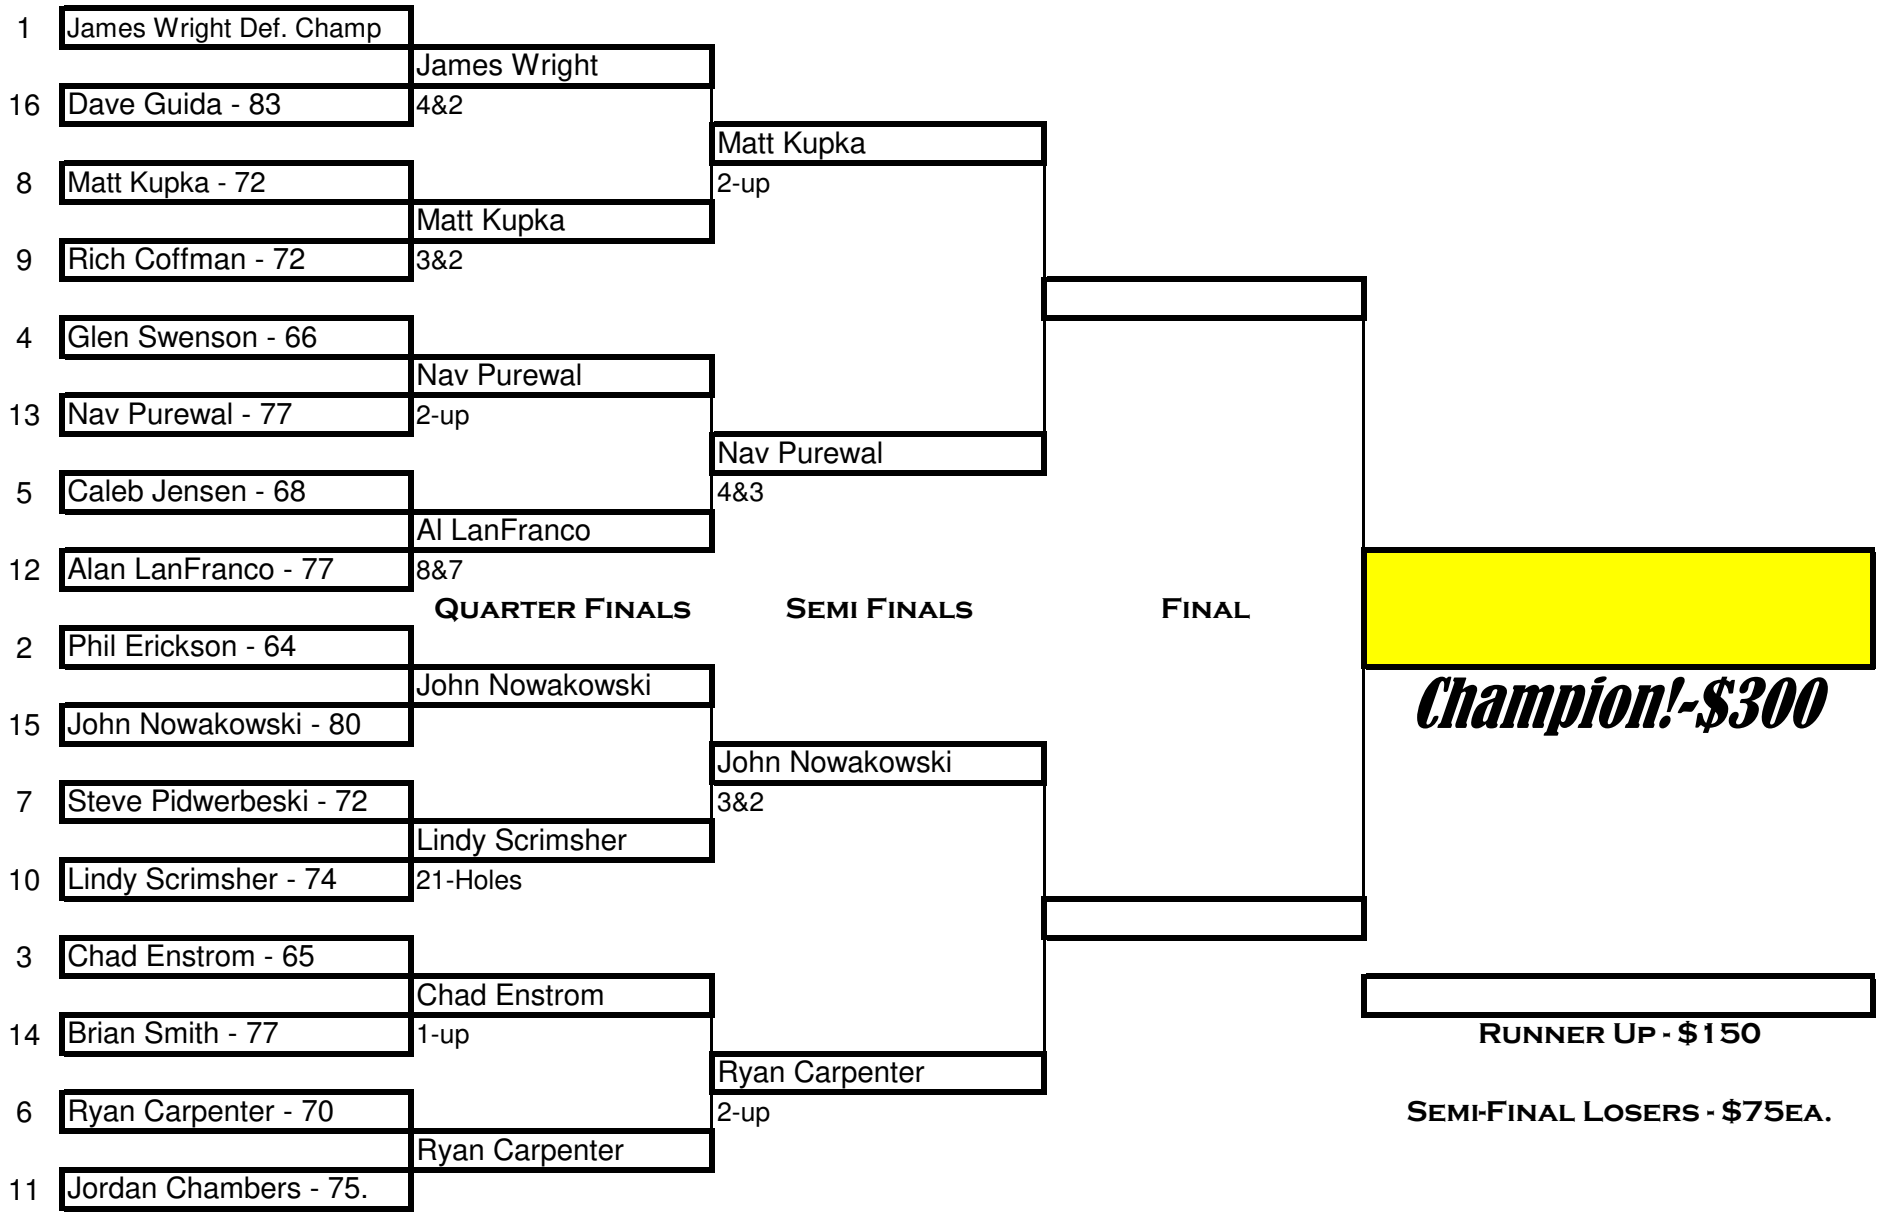 1 James Wright Def. Champ
James Wright
16 Dave Guida - 83 4&2
Matt Kupka
8 Matt Kupka - 72 2-up
Matt Kupka
9 Rich Coffman - 72 3&2
4 Glen Swenson - 66
Nav Purewal
13 Nav Purewal - 77 2-up
Nav Purewal
5 Caleb Jensen - 68 4&3
Al LanFranco
12 Alan LanFranco - 77 8&7
QUARTER FINALS SEMI FINALS FINAL
2 Phil Erickson - 64
John Nowakowski
Champion!-$300
15 John Nowakowski - 80
John Nowakowski
7 Steve Pidwerbeski - 72 3&2
Lindy Scrimsher
10 Lindy Scrimsher - 74 21-Holes
3 Chad Enstrom - 65
Chad Enstrom
14 Brian Smith - 77 1-up RUNNER UP - $150
Ryan Carpenter
6 Ryan Carpenter - 70 2-up SEMI-FINAL LOSERS - $75EA.
Ryan Carpenter
11 Jordan Chambers - 75.